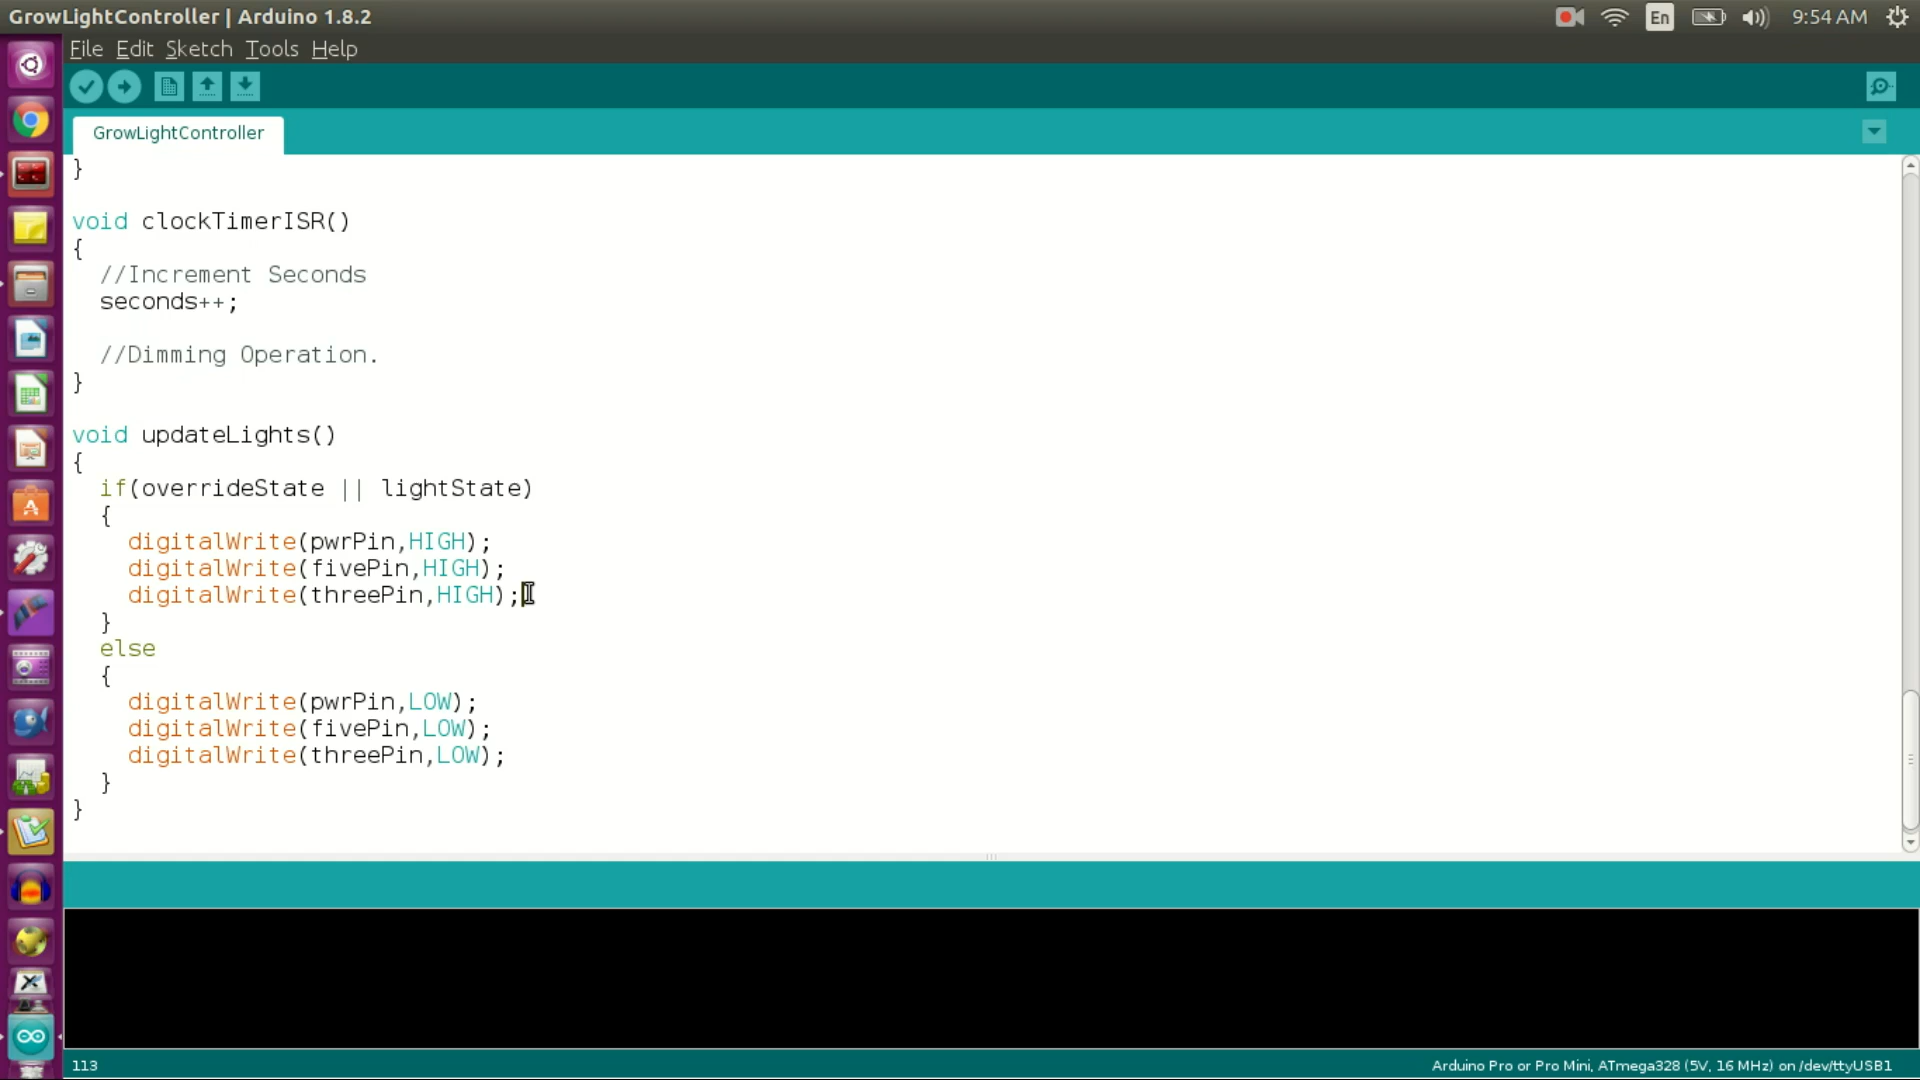 GrowLightController | Arduino 1.8.2
En
9:54 AM
File Edit Sketch Tools Help
GrowLightController
}
void clockTimerISR()
{
//Increment Seconds
seconds++;
//Dimming Operation.
}
void updateLights()
{
if(overrideState || lightState)
{
digitalWrite(pwrPin,HIGH);
digitalWrite(fivePin,HIGH);
digitalWrite(threePin,HIGH);
}
else
{
digitalWrite(pwrPin,LOW);
digitalWrite(fivePin,LOW);
digitalWrite(threePin,LOW);
}
}
113
Arduino Pro or Pro Mini, ATmega328 (5V, 16 MHz) on /dev/ttyUSB1